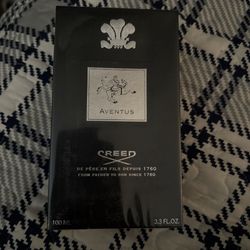 AVENTUS
CREED
DE PÈRE EN FILS DEPUIS 1760
FROM FATHER TO SON SINCE 1760
100 ML
3.3 FL.OZ.